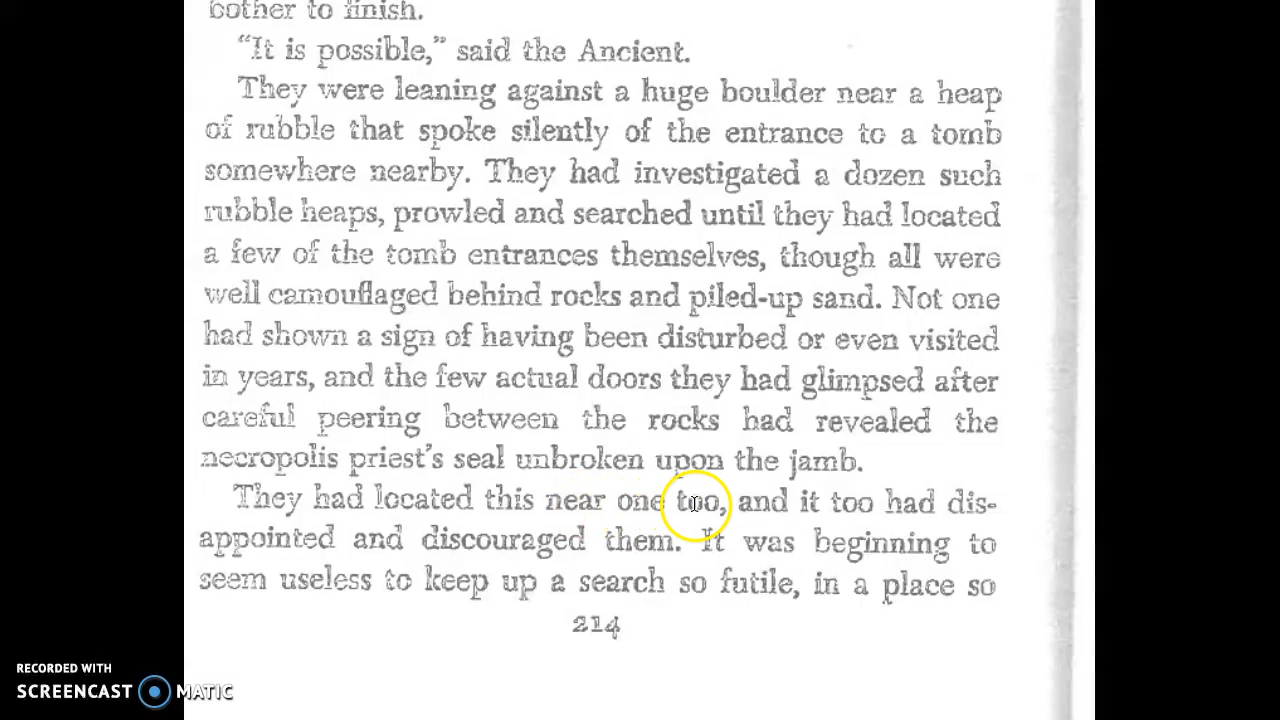 bother to finish.
"It is possible," said the Ancient.
They were leaning against a huge boulder near a heap
of rubble that spoke silently of the entrance to a tomb
somewhere nearby. They had investigated a dozen such
rubble heaps, prowled and searched until they had located
a few of the tomb entrances themselves, though all were
well camouflaged behind rocks and piled-up sand. Not one
had shown a sign of having been disturbed or even visited
in years, and the few actual doors they had glimpsed after
careful peering between the rocks had revealed the
necropolis priest's seal unbroken upon the jamb.
They had located this near one too, and it too had dis-
appointed and discouraged them. It was beginning to
seem useless to keep up a search so futile, in a place so
214
RECORDED WITH
SCREENCAST MATIC